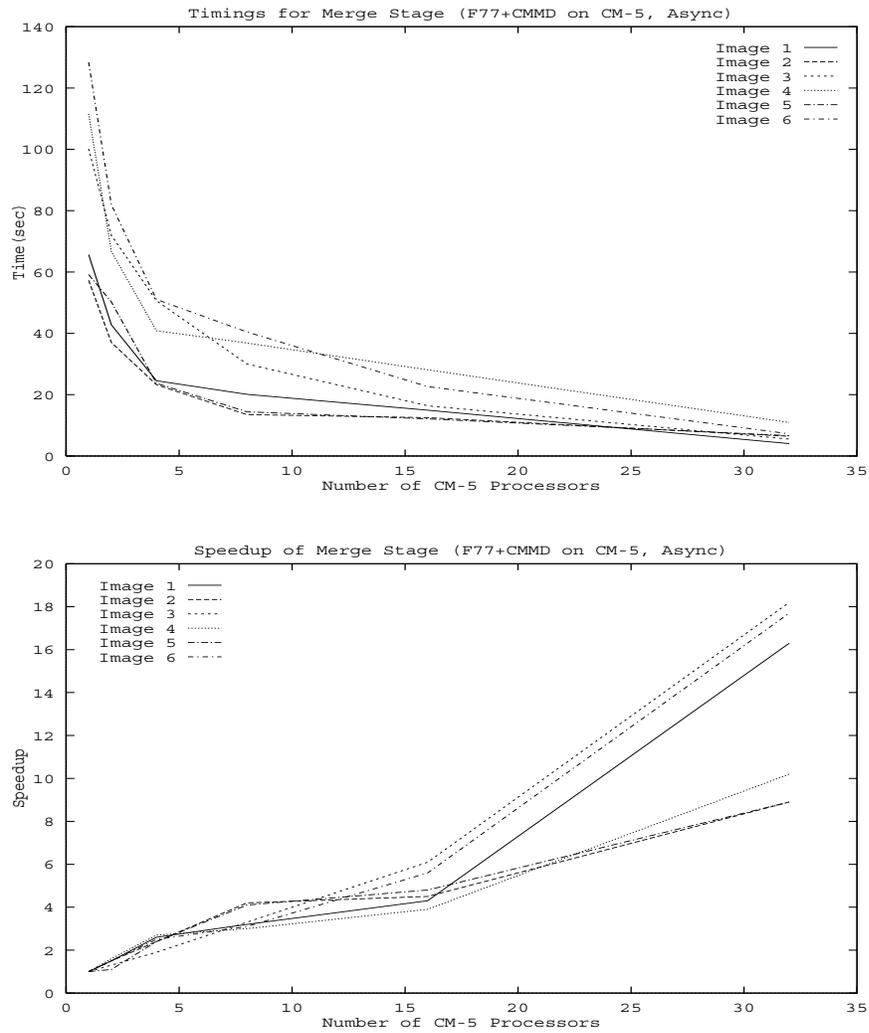 Timings for Merge Stage (F77+CMMD on CM-5, Async)
140
120
100
80
60
40
20
0
Time(sec)
Image 1
Image 2
Image 3
Image 4
Image 5
Image 6
0 5 10 15 20 25 30 35
Number of CM-5 Processors
Speedup of Merge Stage (F77+CMMD on CM-5, Async)
20
18
16
14
12
10
8
6
4
2
0
Speedup
Image 1
Image 2
Image 3
Image 4
Image 5
Image 6
0 5 10 15 20 25 30 35
Number of CM-5 Processors